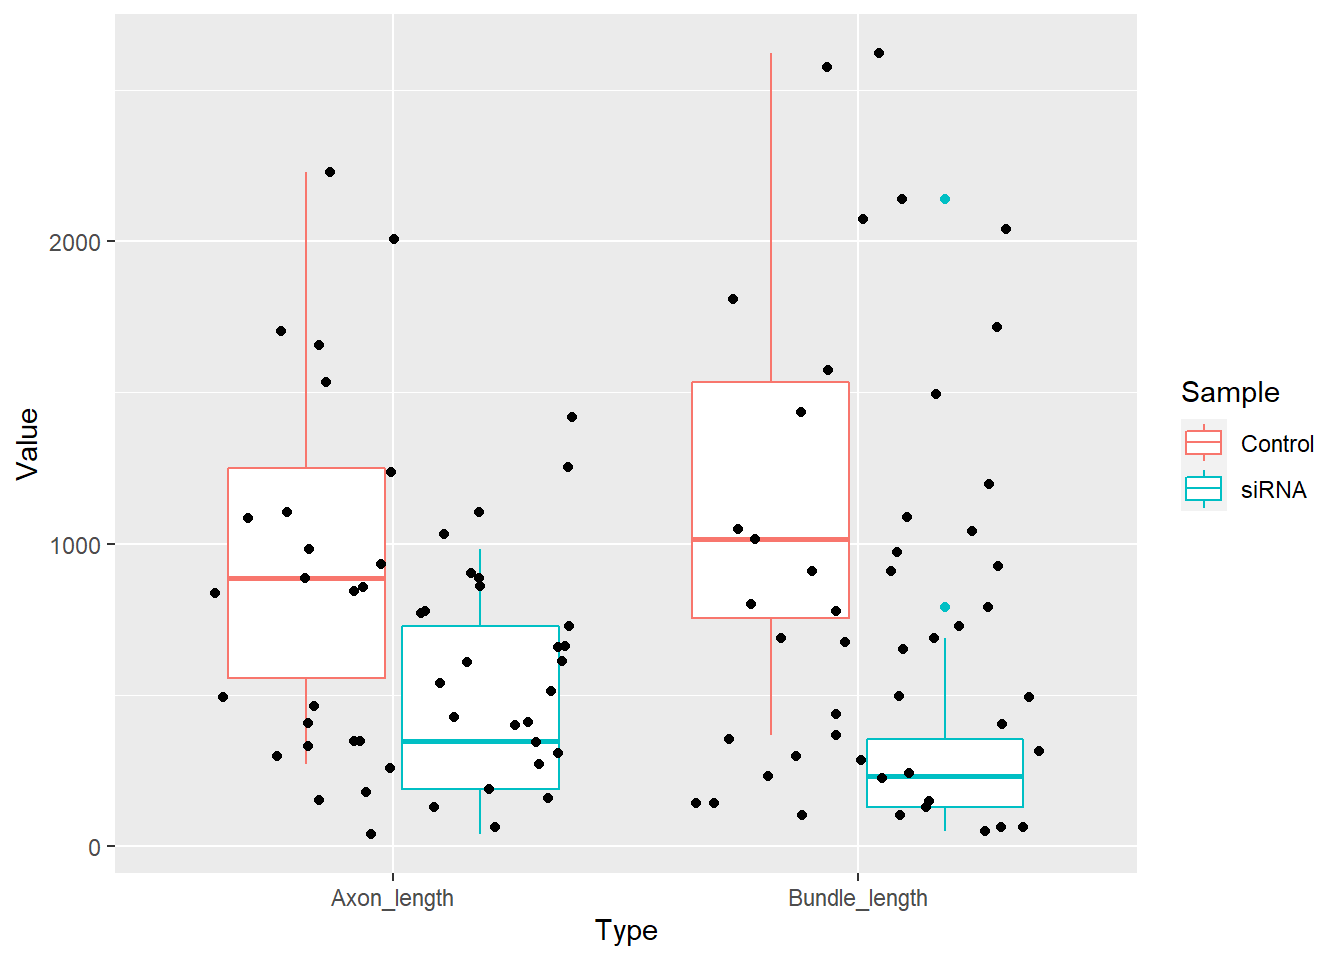 2000
1000
0
Value
Axon_length
Bundle_length
Type
Sample
Control
siRNA